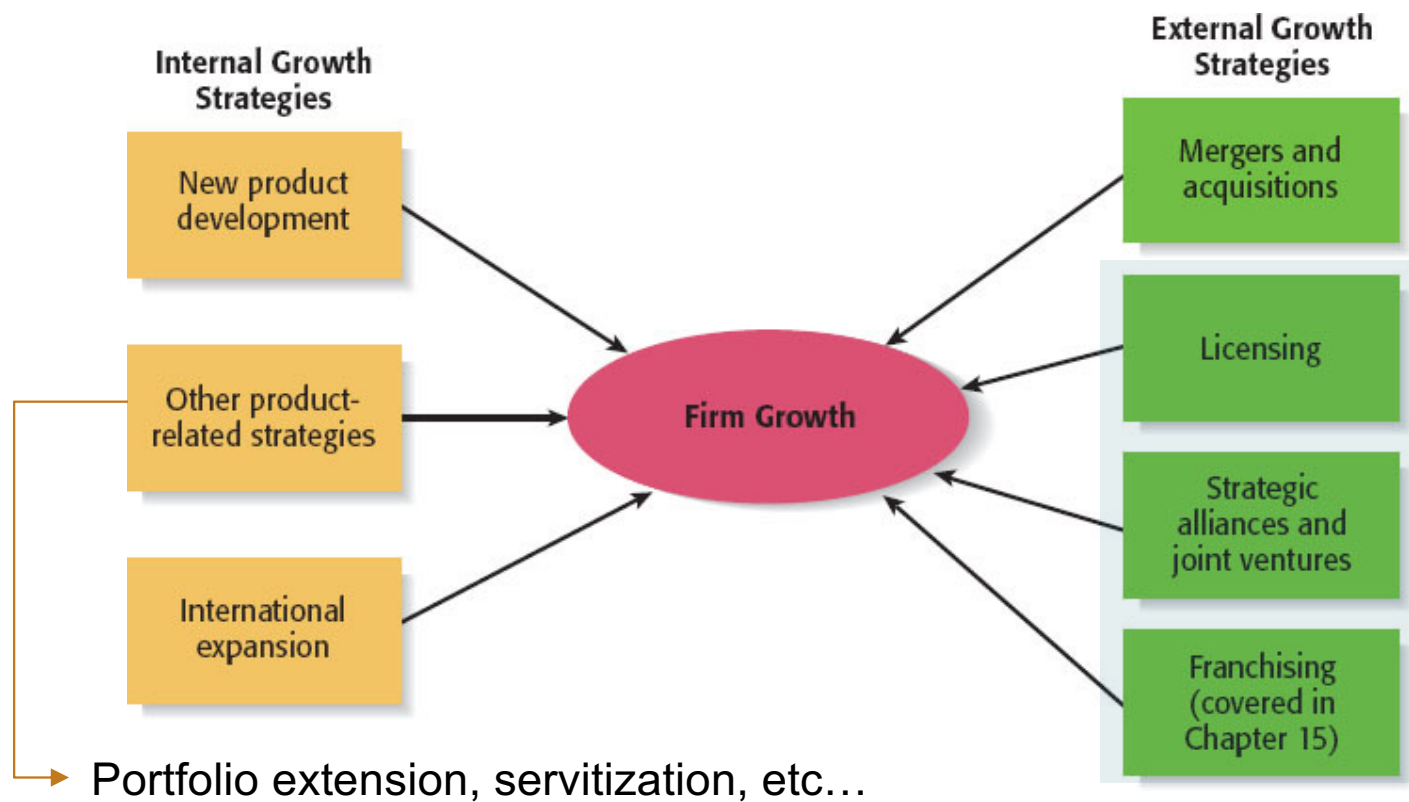 Internal Growth
Strategies
New product
development
Other product-
related strategies
International
expansion
Portfolio extension, servitization, etc…
Firm Growth
External Growth
Strategies
Mergers and
acquisitions
Licensing
Strategic
alliances and
joint ventures
Franchising
(covered in
Chapter 15)